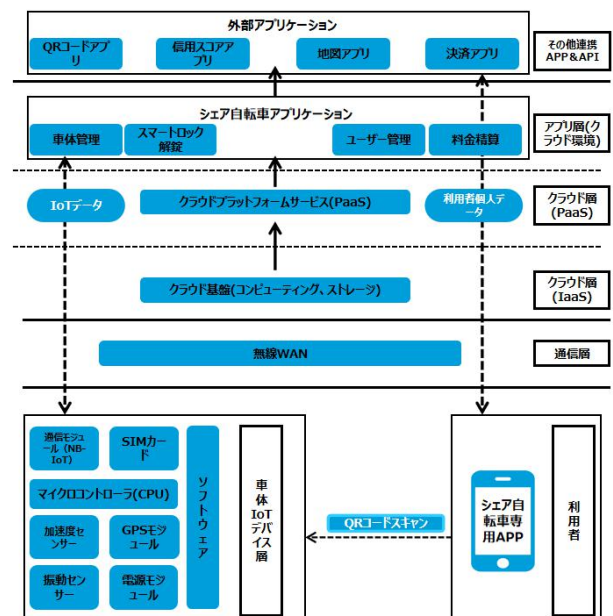 外部アプリケーション
QRコードアプ
リ
信用スコアア
プリ
地図アプリ
決済アプリ
その他連携
APP&API
シェア自転車アプリケーション
車体管理
スマートロック
解錠
ユーザー管理
料金精算
アプリ層(ク
ラウド環境)
IoTデータ
クラウドプラットフォームサービス(PaaS)
利用者個人デ
ータ
クラウド層
(PaaS)
クラウド基盤(コンピューティング、ストレージ)
クラウド層
(IaaS)
無線WAN
通信層
通信モジュ
ール（NB-
IoT)
SIMカー
ド
マイクロコントローラ(CPU)
加速度セ
ンサー
GPSモジ
ュール
振動セン
サー
電源モジ
ュール
ソフトウェア
車体
IoT
デバ
イス
層
QRコードスキャン
シェア自
転車専
用APP
利用者